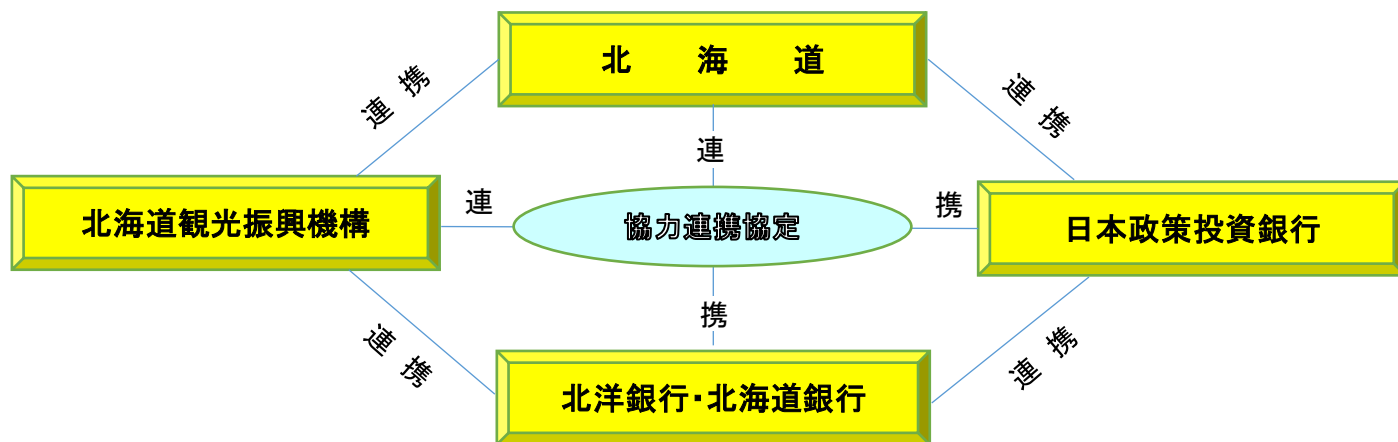 北　海　道
連携
連携
連
北海道観光振興機構
連
協力連携協定
携
日本政策投資銀行
携
連携
連携
北洋銀行・北海道銀行